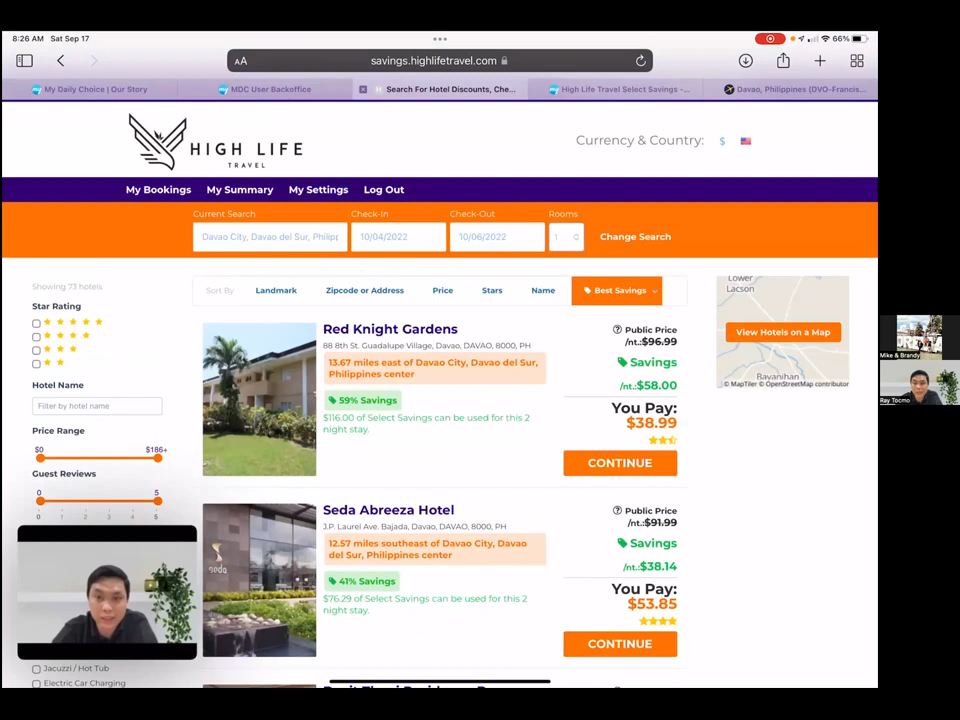 8:26 AM Sat Sep 17
66%
AA
savings.highlifetravel.com
My Daily Choice | Our Story
MDC User Backoffice
Search For Hotel Discounts, Che...
High Life Travel Select Savings -...
Davao, Philippines (DVO-Francis...
HIGH LIFE
TRAVEL
Currency & Country: $
My Bookings My Summary My Settings Log Out
Current Search
Check-In
Check-Out
Rooms
Davao City, Davao del Sur, Philipp
10/04/2022
10/06/2022
1
Change Search
Showing 73 hotels
Star Rating
Hotel Name
Filter by hotel name
Price Range
$0 $186+
Guest Reviews
0 5
0 1 2 3 4 5
Jacuzzi / Hot Tub
Electric Car Charging
Sort By Landmark Zipcode or Address Price Stars Name Best Savings
Red Knight Gardens
88 8th St. Guadalupe Village, Davao, DAVAO, 8000, PH
13.67 miles east of Davao City, Davao del Sur,
Philippines center
59% Savings
$116.00 of Select Savings can be used for this 2
night stay.
Public Price
/nt.:$96.99
Savings
/nt.:$58.00
You Pay:
$38.99
CONTINUE
Seda Abreeza Hotel
J.P. Laurel Ave. Bajada, Davao, DAVAO, 8000, PH
12.57 miles southeast of Davao City, Davao
del Sur, Philippines center
41% Savings
$76.29 of Select Savings can be used for this 2
night stay.
Public Price
/nt.:$91.99
Savings
/nt.:$38.14
You Pay:
$53.85
CONTINUE
seda
Lower
Lacson
View Hotels on a Map
Bayanihan
© MapTiler © OpenStreetMap contributor
Mike & Brandy
Ray Tocmo